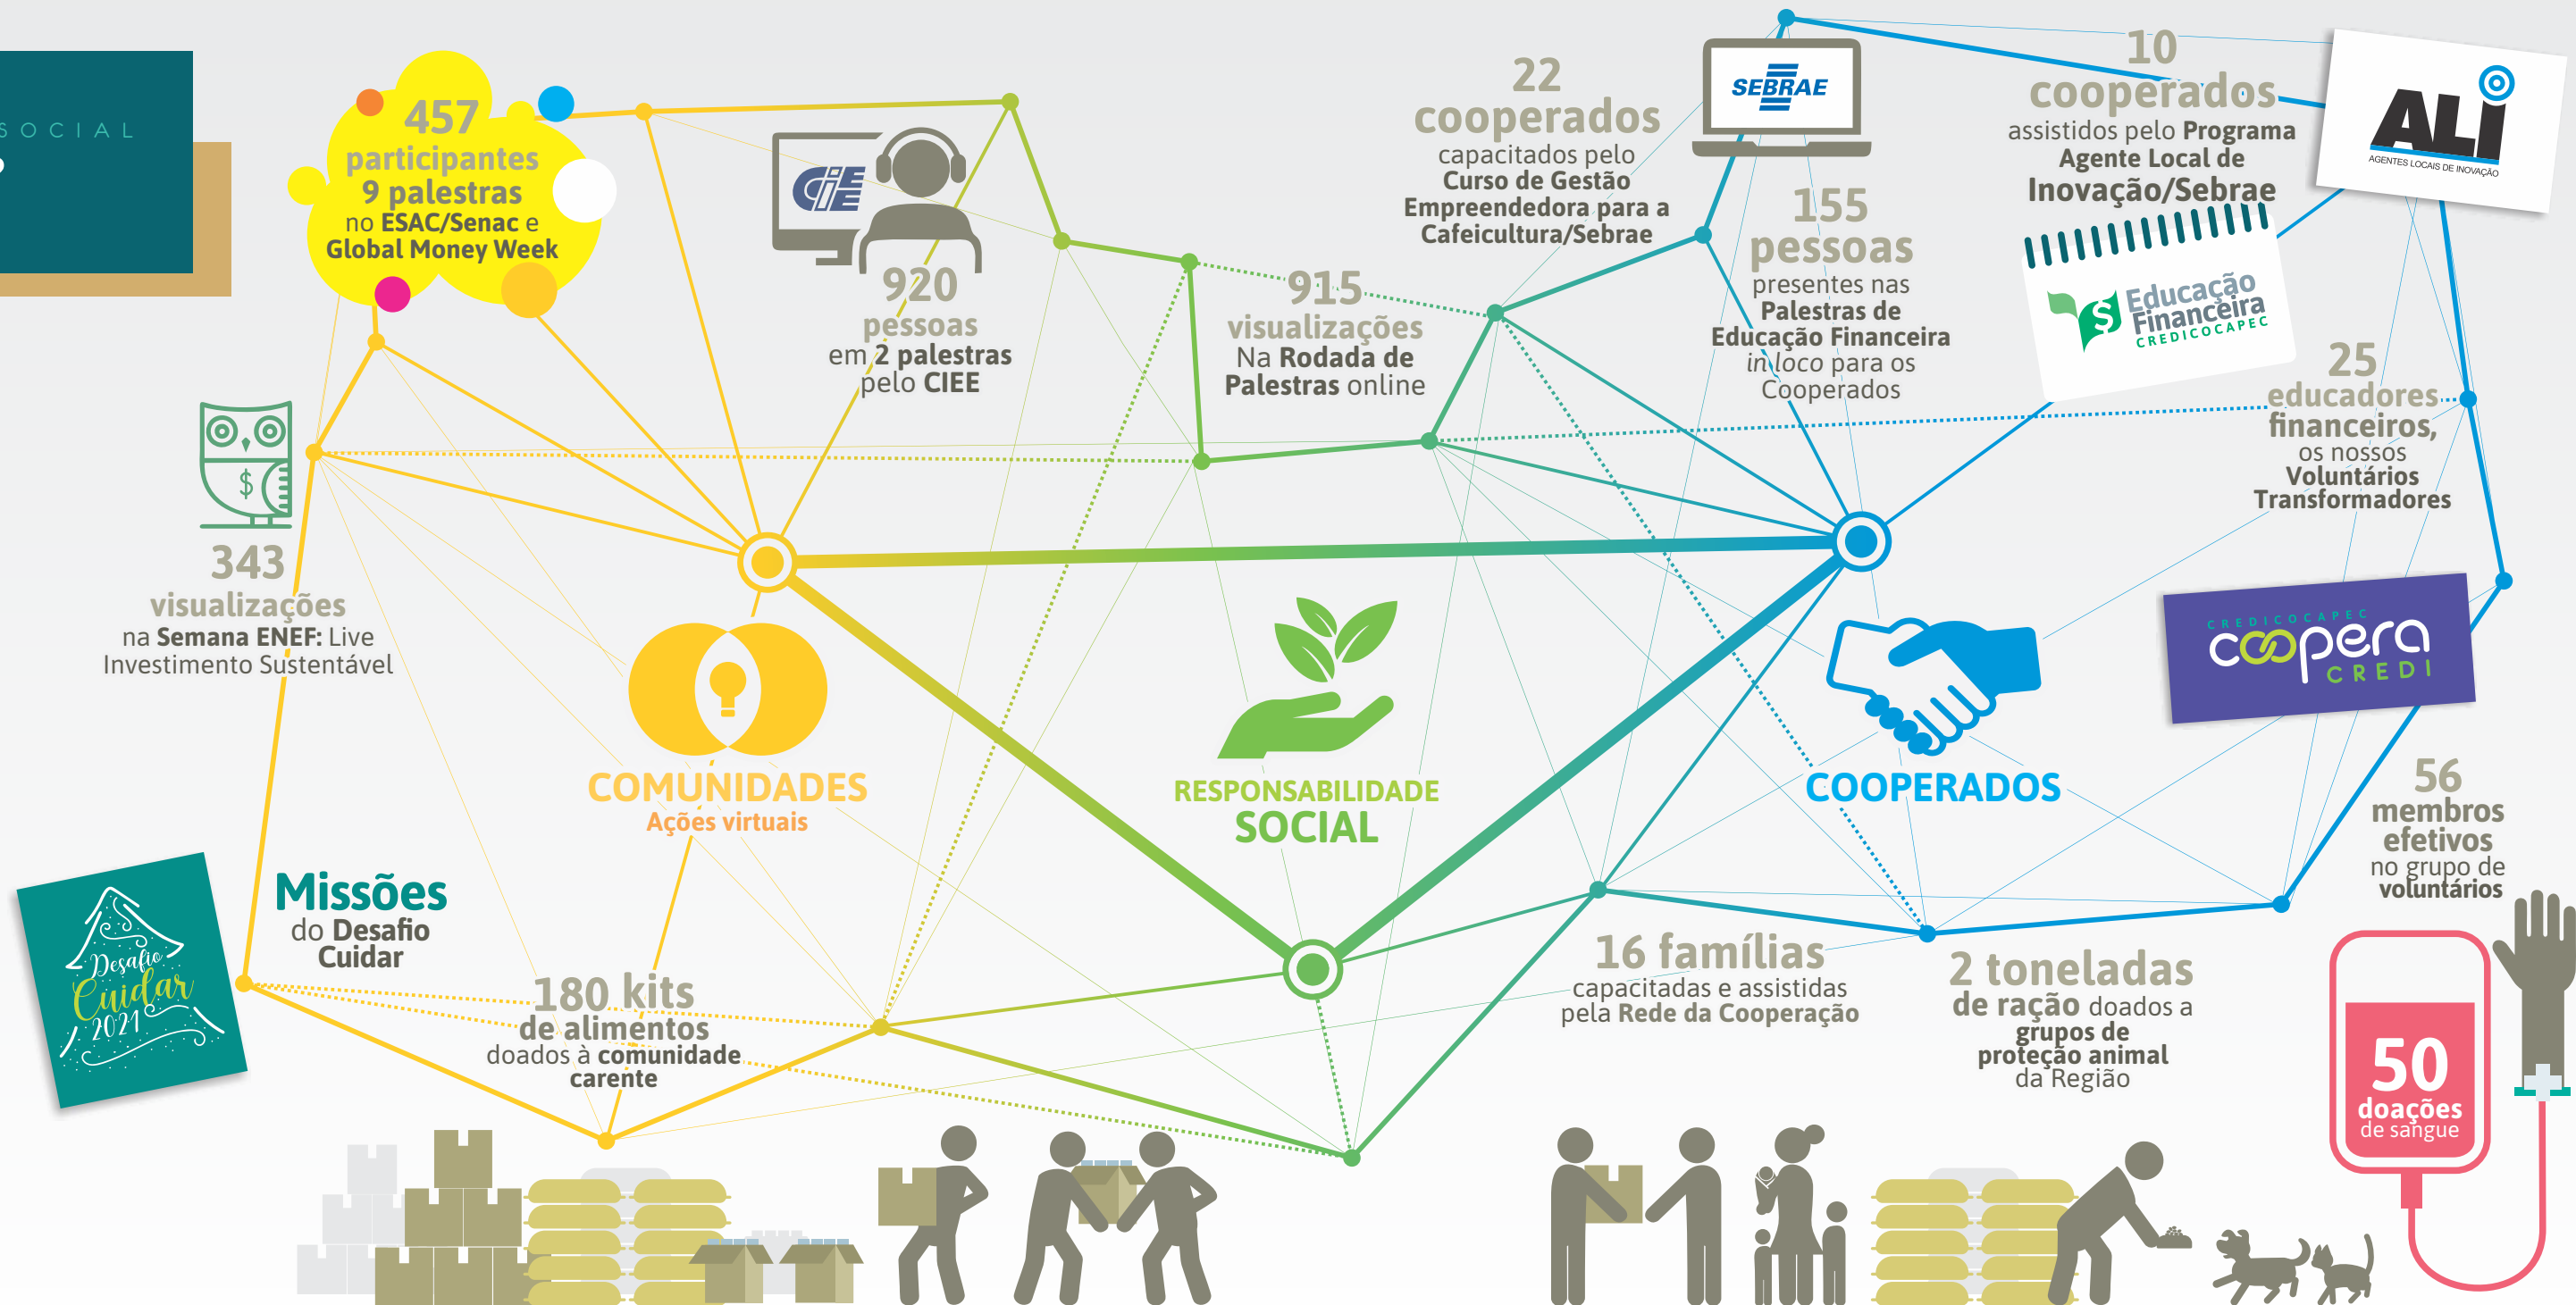 SOCIAL
457
participantes
9 palestras
no ESAC/Senac e
Global Money Week
CIEE
920
pessoas
em 2 palestras
pelo CIEE
915
visualizações
Na Rodada de
Palestras online
22
cooperados
capacitados pelo
Curso de Gestão
Empreendedora para a
Cafeicultura/Sebrae
SEBRAE
155
pessoas
presentes nas
Palestras de
Educação Financeira
in loco para os
Cooperados
10
cooperados
assistidos pelo Programa
Agente Local de
Inovação/Sebrae
ALI
AGENTES LOCAIS DE INOVAÇÃO
$ Educação
Financeira
CREDICOCAPEC
25
educadores
financeiros,
os nossos
Voluntários
Transformadores
$
343
visualizações
na Semana ENEF: Live
Investimento Sustentável
COMUNIDADES
Ações virtuais
RESPONSABILIDADE
SOCIAL
COOPERADOS
CREDICOCAPEC
coopera
CREDI
56
membros
efetivos
no grupo de
voluntários
Desafio
Cuidar
2021
Missões
do Desafio
Cuidar
180 kits
de alimentos
doados à comunidade
carente
16 famílias
capacitadas e assistidas
pela Rede da Cooperação
2 toneladas
de ração doados a
grupos de
proteção animal
da Região
50
doações
de sangue